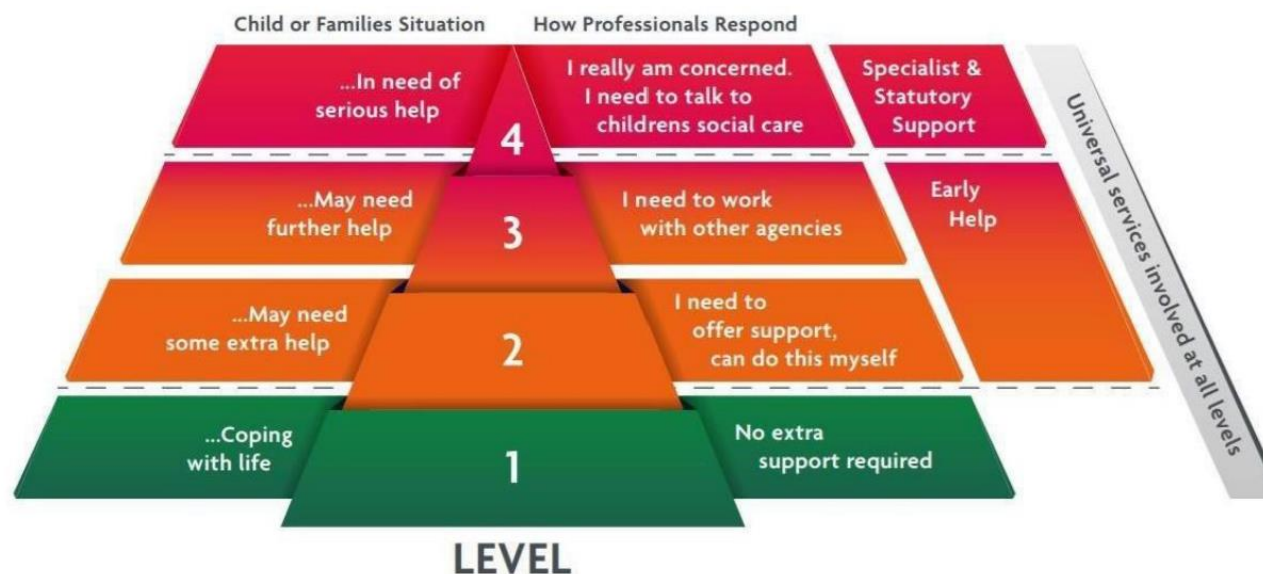 Child or Families Situation
How Professionals Respond
...In need of
serious help
4
I really am concerned.
I need to talk to
childrens social care
Specialist &
Statutory
Support
...May need
further help
3
I need to work
with other agencies
Early
Help
...May need
some extra help
2
I need to
offer support,
can do this myself
...Coping
with life
1
No extra
support required
Universal services involved at all levels
LEVEL